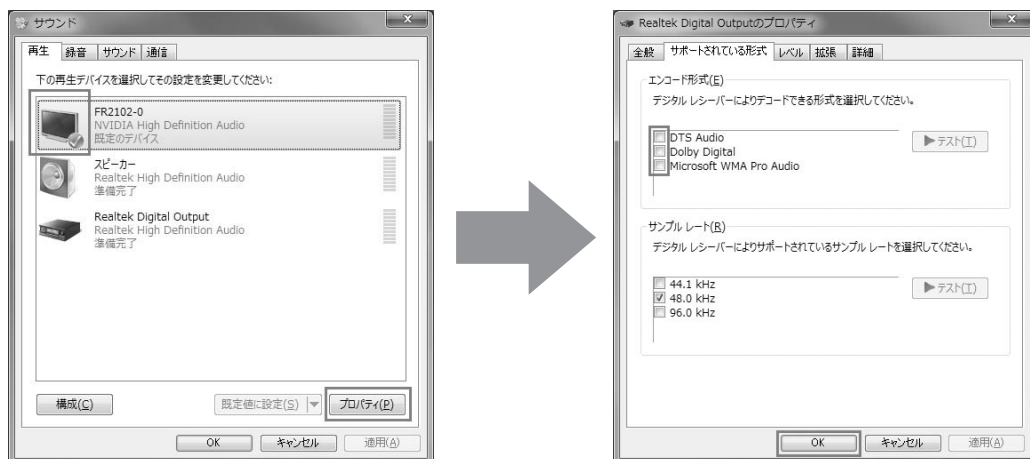 サウンド
再生 録音 サウンド 通信
下の再生デバイスを選択してその設定を変更してください:
FR2102-0
NVIDIA High Definition Audio
既定のデバイス
スピーカー
Realtek High Definition Audio
準備完了
Realtek Digital Output
Realtek High Definition Audio
準備完了
構成(C) 既定値に設定(S) プロパティ(P)
OK キャンセル 適用(A)
Realtek Digital Outputのプロパティ
全般 サポートされている形式 レベル 拡張 詳細
エンコード形式(E)
デジタル レシーバーによりデコードできる形式を選択してください。
DTS Audio
Dolby Digital
Microsoft WMA Pro Audio
テスト(T)
サンプル レート(R)
デジタル レシーバーによりサポートされているサンプル レートを選択してください。
44.1 kHz
48.0 kHz
96.0 kHz
テスト(T)
OK キャンセル 適用(A)